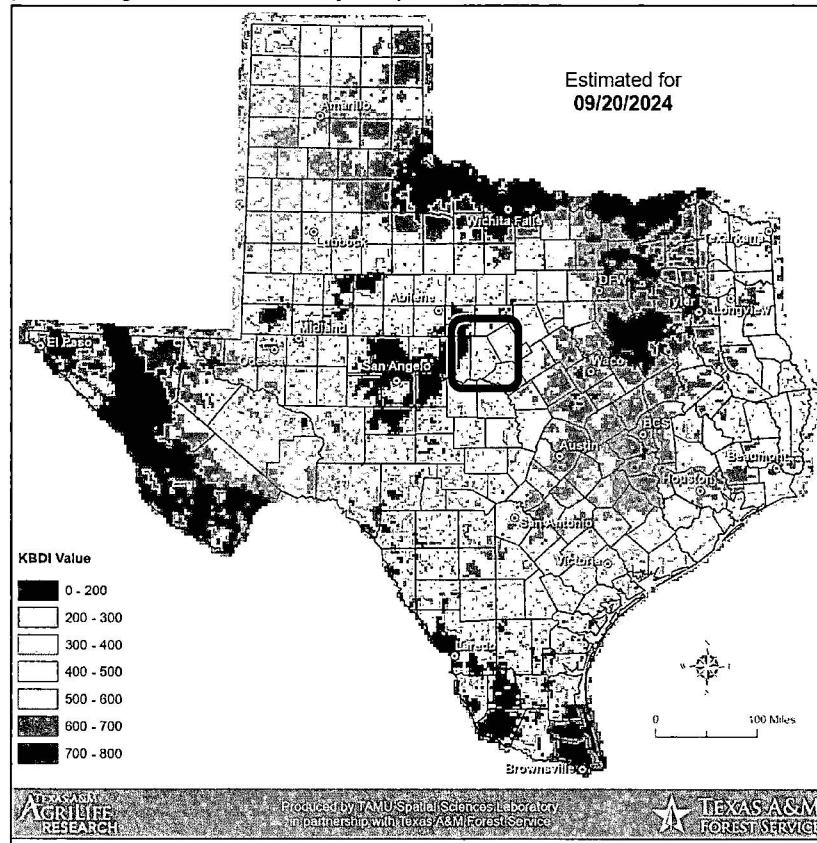 Estimated for
09/20/2024
Amarillo
Wichita Falls
Lubbock
Texarkana
Abilene
Longview
Midland
El Paso
Odessa
San Angelo
Waco
BCS
Austin
Beaumont
Houston
San Antonio
Victoria
KBDI Value
0 - 200
200 - 300
300 - 400
400 - 500
500 - 600
600 - 700
700 - 800
Laredo
Brownsville
N
W
E
S
0 100 Miles
TEXAS A&M
AGRILIFE
RESEARCH
Produced by TAMU Spatial Sciences Laboratory
in partnership with Texas A&M Forest Service
TEXAS A&M
FOREST SERVICE